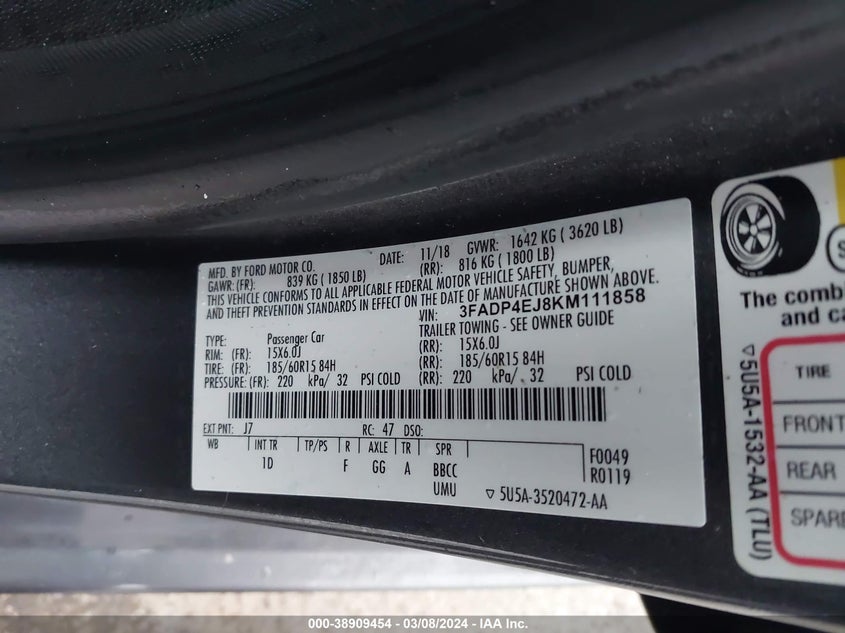 MFD. BY FORD MOTOR CO. DATE: 11/18 GVWR: 1642 KG ( 3620 LB)
GAWR: (FR): 839 KG ( 1850 LB) (RR): 816 KG ( 1800 LB)
THIS VEHICLE CONFORMS TO ALL APPLICABLE FEDERAL MOTOR VEHICLE SAFETY, BUMPER,
AND THEFT PREVENTION STANDARDS IN EFFECT ON THE DATE OF MANUFACTURE SHOWN ABOVE.
VIN: 3FADP4EJ8KM111858
TYPE: Passenger Car TRAILER TOWING - SEE OWNER GUIDE
RIM: (FR): 15X6.0J (RR): 15X6.0J
TIRE: (FR): 185/60R15 84H (RR): 185/60R15 84H
PRESSURE: (FR): 220 kPa/ 32 PSI COLD (RR): 220 kPa/ 32 PSI COLD
EXT PNT: J7 RC: 47 DSO:
WB INT TR TP/PS R AXLE TR SPR F0049
1D F GG A BBCC R0119
UMU ▽ 5U5A-3520472-AA
The comb
and ca
TIRE
FRONT
REAR
SPAR
▽5U5A-1532-AA (TLU)
000-38909454 - 03/08/2024 - IAA Inc.